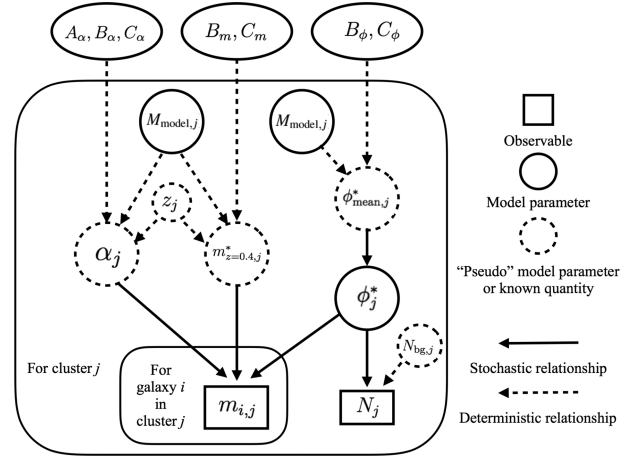 A_α, B_α, C_α
B_m, C_m
B_ϕ, C_ϕ
M_model,j
M_model,j
z_j
ϕ*_mean,j
α_j
m*_z=0.4,j
ϕ*_j
N_bg,j
For cluster j
For
galaxy i
in
cluster j
m_i,j
N_j
Observable
Model parameter
“Pseudo” model parameter
or known quantity
Stochastic relationship
Deterministic relationship